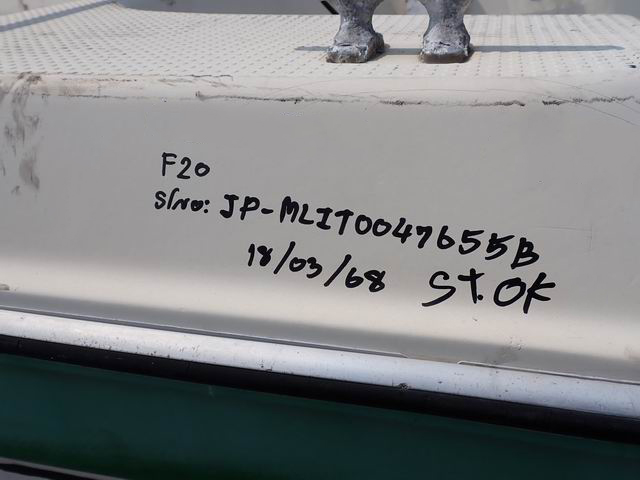 F20
S/No: JP-MLIT0047655B
18/03/68 St. OK